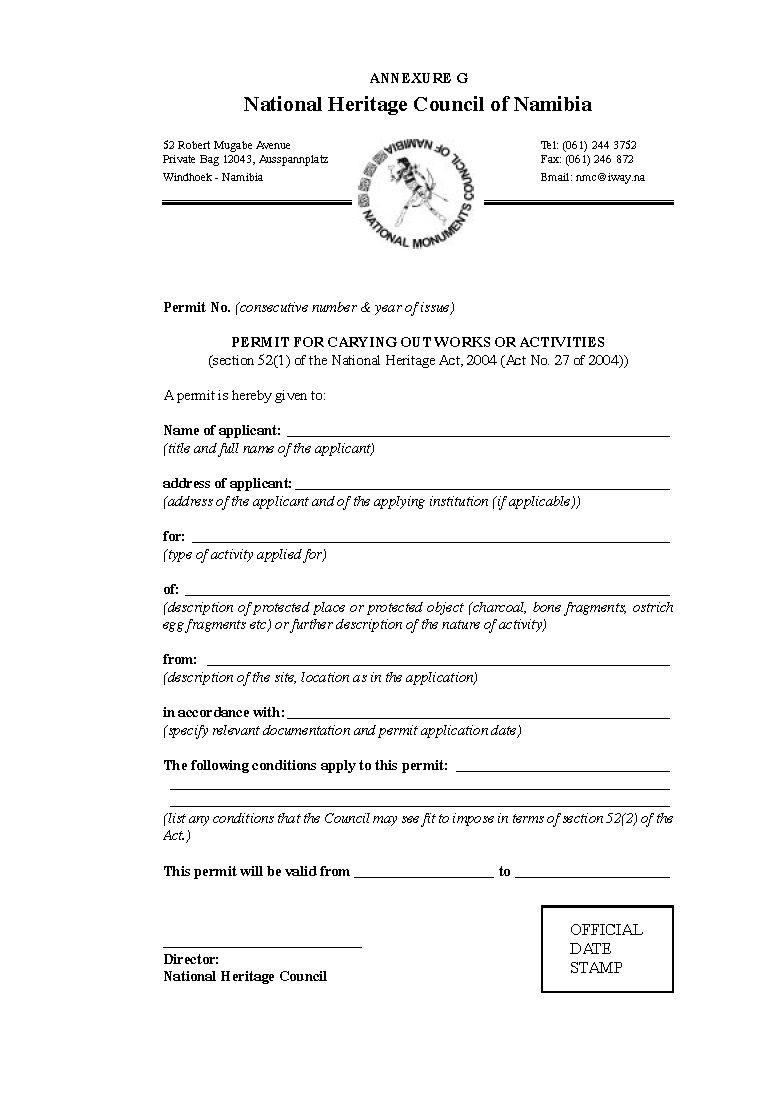 ANNEXURE G
National Heritage Council of Namibia
52 Robert Mugabe Avenue
Private Bag 12043, Ausspannplatz
Windhoek - Namibia
NATIONAL MONUMENTS COUNCIL OF NAMIBIA
Tel: (061) 244 3752
Fax: (061) 246 872
Email: nmc@iway.na
Permit No. (consecutive number & year of issue)
PERMIT FOR CARYING OUT WORKS OR ACTIVITIES
(section 52(1) of the National Heritage Act, 2004 (Act No. 27 of 2004))
A permit is hereby given to:
Name of applicant:
(title and full name of the applicant)
address of applicant:
(address of the applicant and of the applying institution (if applicable))
for:
(type of activity applied for)
of:
(description of protected place or protected object (charcoal, bone fragments, ostrich
egg fragments etc) or further description of the nature of activity)
from:
(description of the site, location as in the application)
in accordance with:
(specify relevant documentation and permit application date)
The following conditions apply to this permit:
(list any conditions that the Council may see fit to impose in terms of section 52(2) of the
Act.)
This permit will be valid from to
Director:
National Heritage Council
OFFICIAL
DATE
STAMP